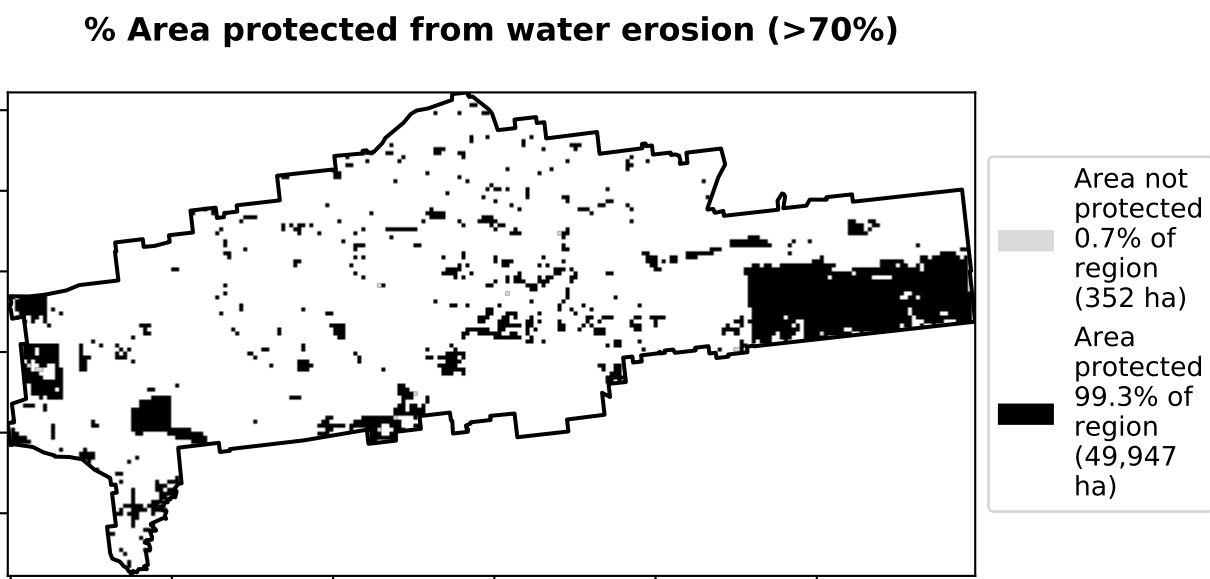 % Area protected from water erosion (>70%)
Area not
protected
0.7% of
region
(352 ha)
Area
protected
99.3% of
region
(49,947
ha)